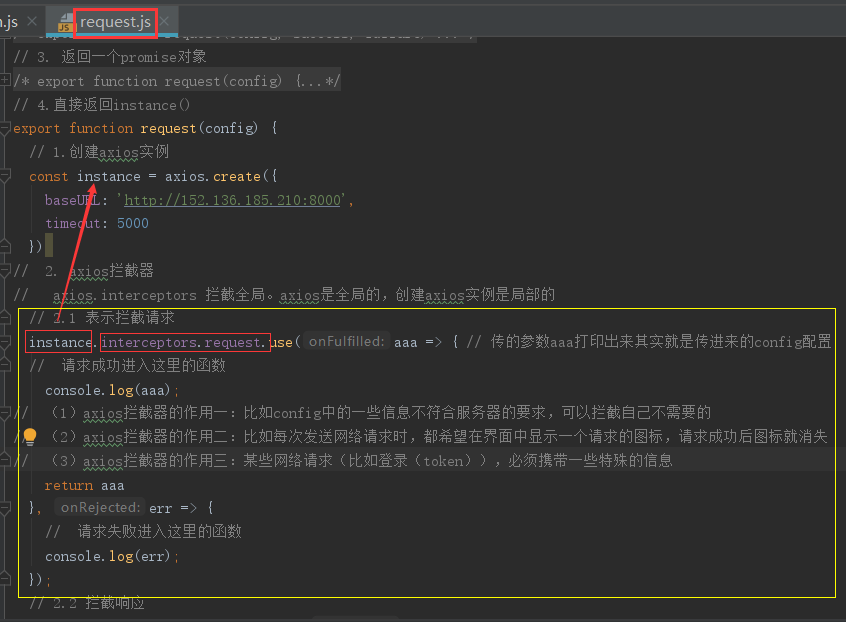 n.js × request.js ×
// 3. 返回一个promise对象
/* export function request(config) {...*/
// 4.直接返回instance()
export function request(config) {
// 1.创建axios实例
const instance = axios.create({
baseURL: 'http://152.136.185.210:8000',
timeout: 5000
})
// 2. axios拦截器
// axios.interceptors 拦截全局。axios是全局的，创建axios实例是局部的
// 2.1 表示拦截请求
instance.interceptors.request.use( onFulfilled: aaa => { // 传的参数aaa打印出来其实就是传进来的config配置
// 请求成功进入这里的函数
console.log(aaa);
// （1）axios拦截器的作用一：比如config中的一些信息不符合服务器的要求，可以拦截自己不需要的
// （2）axios拦截器的作用二：比如每次发送网络请求时，都希望在界面中显示一个请求的图标，请求成功后图标就消失
// （3）axios拦截器的作用三：某些网络请求（比如登录（token）），必须携带一些特殊的信息
return aaa
}, onRejected: err => {
// 请求失败进入这里的函数
console.log(err);
});
// 2.2 拦截响应